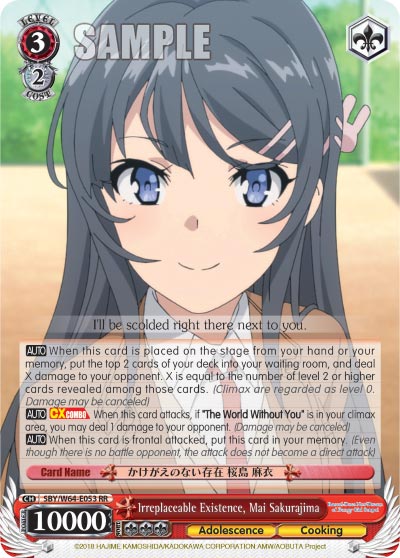 LEVEL
3
SAMPLE
2
COST
I'll be scolded right there next to you.
AUTO When this card is placed on the stage from your hand or your
memory, put the top 2 cards of your deck into your waiting room, and deal
X damage to your opponent. X is equal to the number of level 2 or higher
cards revealed among those cards. (Climax are regarded as level 0.
Damage may be canceled)
AUTO CX COMBO When this card attacks, if "The World Without You" is in your climax
area, you may deal 1 damage to your opponent. (Damage may be canceled)
AUTO When this card is frontal attacked, put this card in your memory. (Even
though there is no battling opponent, the attack does not become a direct attack)
Card Name かけがえのない存在 桜島 麻衣
CH SBY/W64-E053 RR
Irreplaceable Existence, Mai Sakurajima
POWER
10000
Adolescence
Cooking
©2018 HAJIME KAMOSHIDA/KADOKAWA CORPORATION AMW/AOBUTA Project